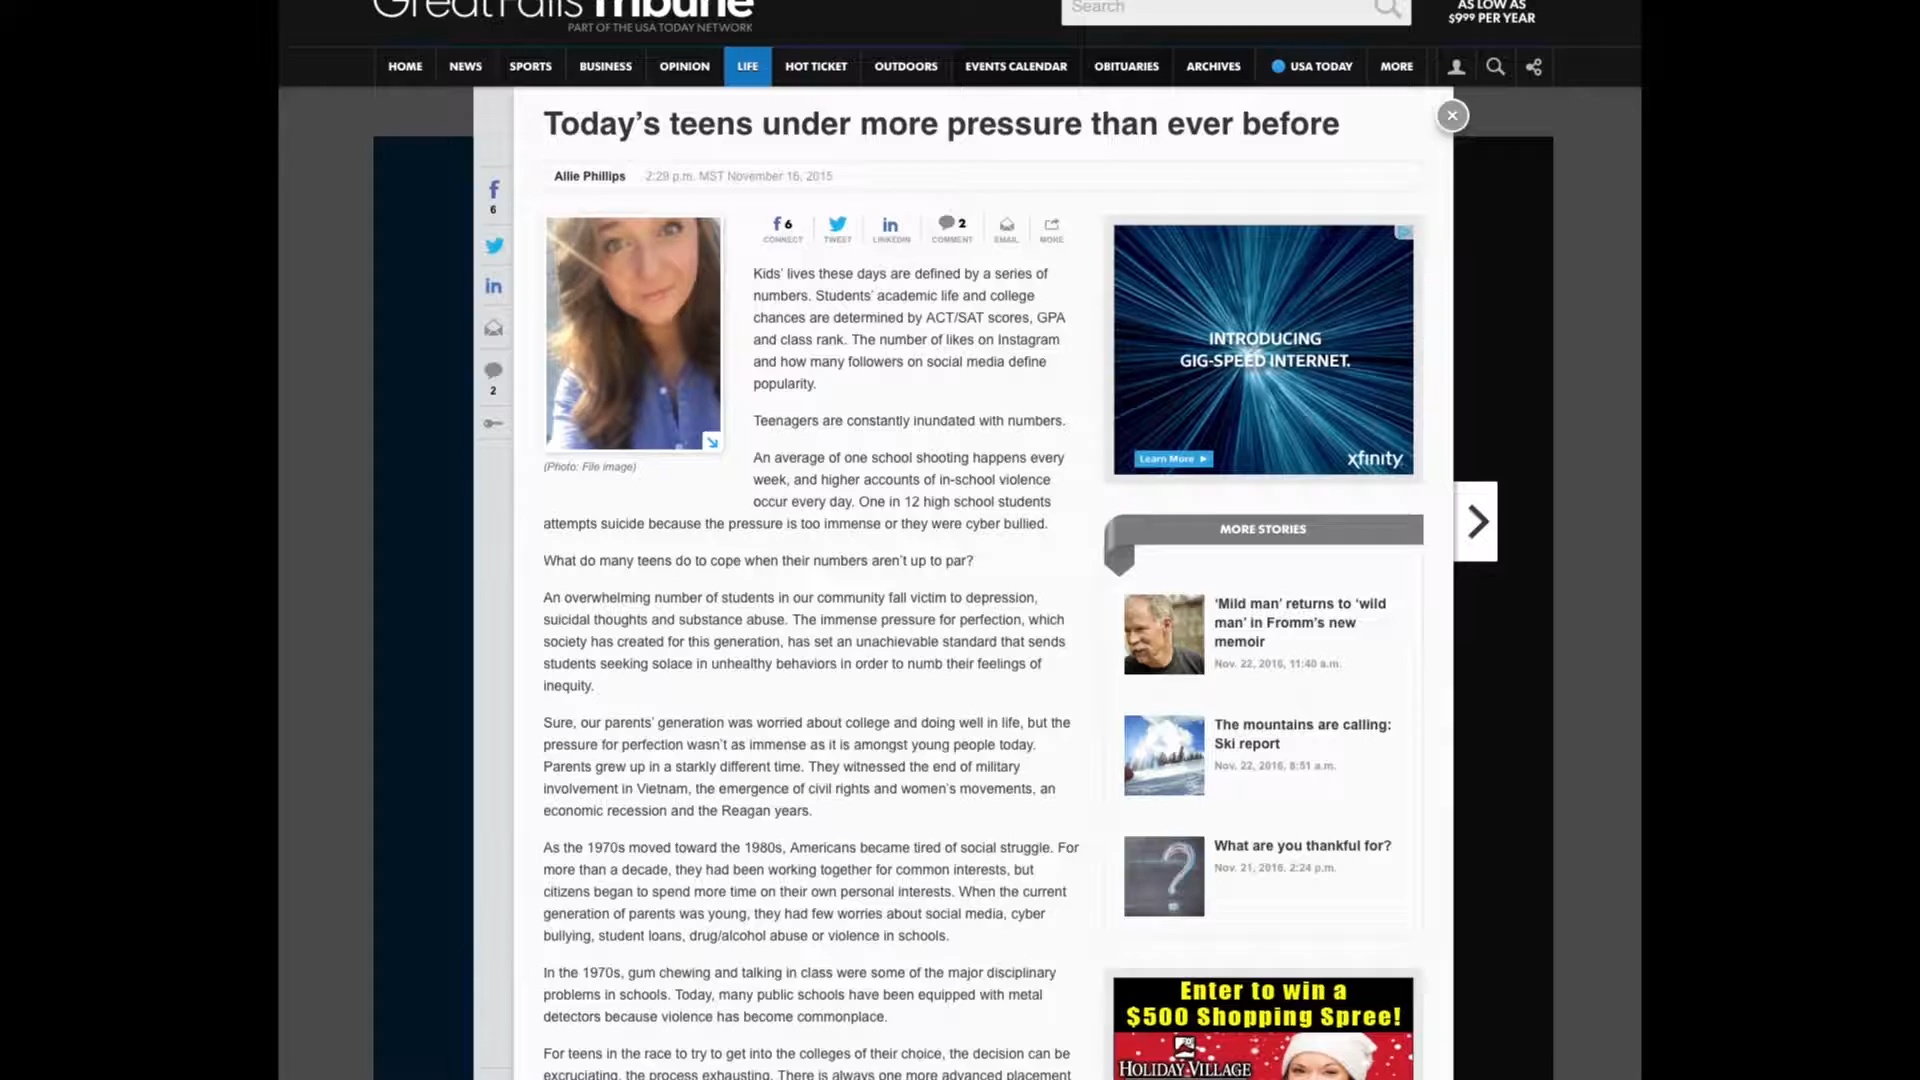 Great Falls Tribune
PART OF THE USA TODAY NETWORK
Search
AS LOW AS
$9⁹⁹ PER YEAR
HOME NEWS SPORTS BUSINESS OPINION LIFE HOT TICKET OUTDOORS EVENTS CALENDAR OBITUARIES ARCHIVES USA TODAY MORE
Today’s teens under more pressure than ever before
Allie Phillips 2:29 p.m. MST November 16, 2015
6
2
(Photo: File image)
6
CONNECT
TWEET
LINKEDIN
2
COMMENT
EMAIL
MORE
Kids’ lives these days are defined by a series of
numbers. Students’ academic life and college
chances are determined by ACT/SAT scores, GPA
and class rank. The number of likes on Instagram
and how many followers on social media define
popularity.
Teenagers are constantly inundated with numbers.
An average of one school shooting happens every
week, and higher accounts of in-school violence
occur every day. One in 12 high school students
attempts suicide because the pressure is too immense or they were cyber bullied.
What do many teens do to cope when their numbers aren’t up to par?
An overwhelming number of students in our community fall victim to depression,
suicidal thoughts and substance abuse. The immense pressure for perfection, which
society has created for this generation, has set an unachievable standard that sends
students seeking solace in unhealthy behaviors in order to numb their feelings of
inequity.
Sure, our parents’ generation was worried about college and doing well in life, but the
pressure for perfection wasn’t as immense as it is amongst young people today.
Parents grew up in a starkly different time. They witnessed the end of military
involvement in Vietnam, the emergence of civil rights and women’s movements, an
economic recession and the Reagan years.
As the 1970s moved toward the 1980s, Americans became tired of social struggle. For
more than a decade, they had been working together for common interests, but
citizens began to spend more time on their own personal interests. When the current
generation of parents was young, they had few worries about social media, cyber
bullying, student loans, drug/alcohol abuse or violence in schools.
In the 1970s, gum chewing and talking in class were some of the major disciplinary
problems in schools. Today, many public schools have been equipped with metal
detectors because violence has become commonplace.
For teens in the race to try to get into the colleges of their choice, the decision can be
excruciating, the process exhausting. There is always one more advanced placement
INTRODUCING
GIG-SPEED INTERNET.
Learn More
xfinity
MORE STORIES
‘Mild man’ returns to ‘wild
man’ in Fromm’s new
memoir
Nov. 22, 2016, 11:40 a.m.
The mountains are calling:
Ski report
Nov. 22, 2016, 8:51 a.m.
What are you thankful for?
Nov. 21, 2016, 2:24 p.m.
Enter to win a
$500 Shopping Spree!
HOLIDAY VILLAGE